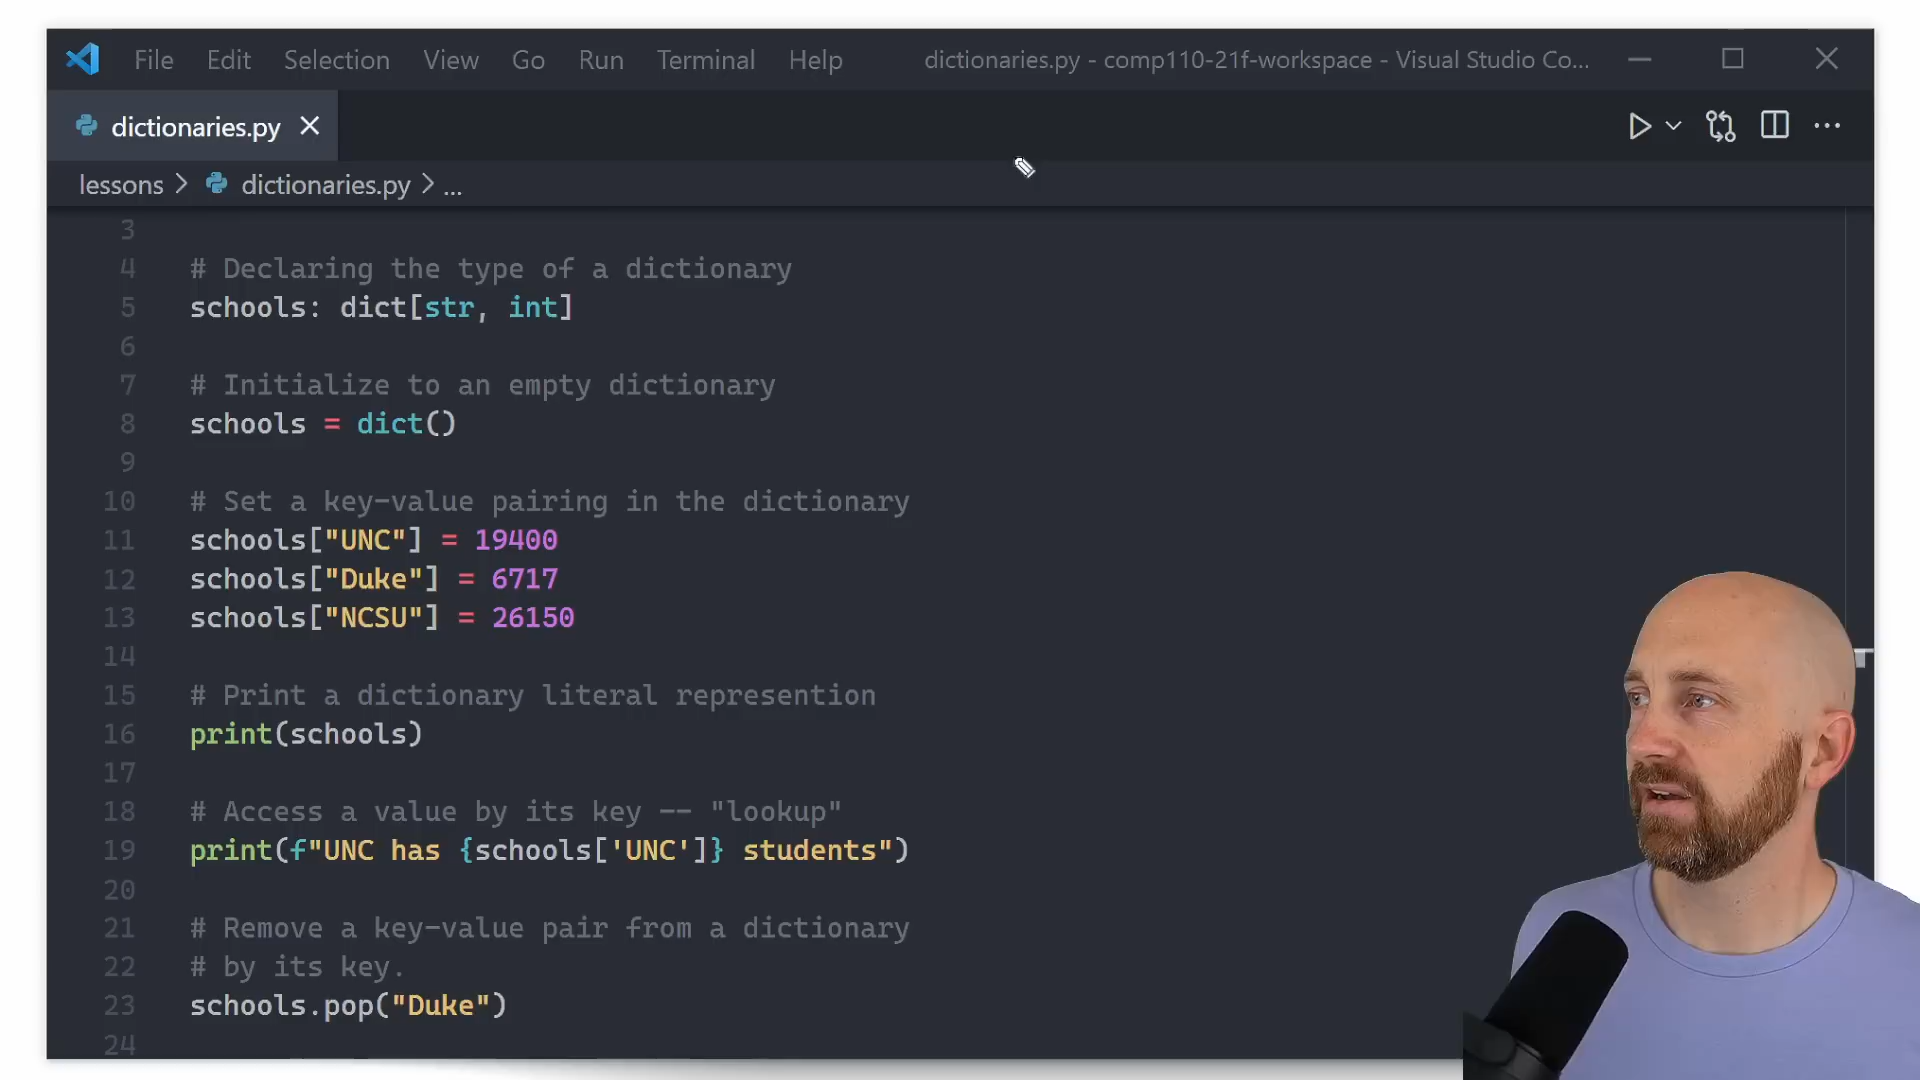 File Edit Selection View Go Run Terminal Help dictionaries.py - comp110-21f-workspace - Visual Studio Co...
dictionaries.py
lessons > dictionaries.py > ...
3
4 # Declaring the type of a dictionary
5 schools: dict[str, int]
6
7 # Initialize to an empty dictionary
8 schools = dict()
9
10 # Set a key-value pairing in the dictionary
11 schools["UNC"] = 19400
12 schools["Duke"] = 6717
13 schools["NCSU"] = 26150
14
15 # Print a dictionary literal represention
16 print(schools)
17
18 # Access a value by its key -- "lookup"
19 print(f"UNC has {schools['UNC']} students")
20
21 # Remove a key-value pair from a dictionary
22 # by its key.
23 schools.pop("Duke")
24